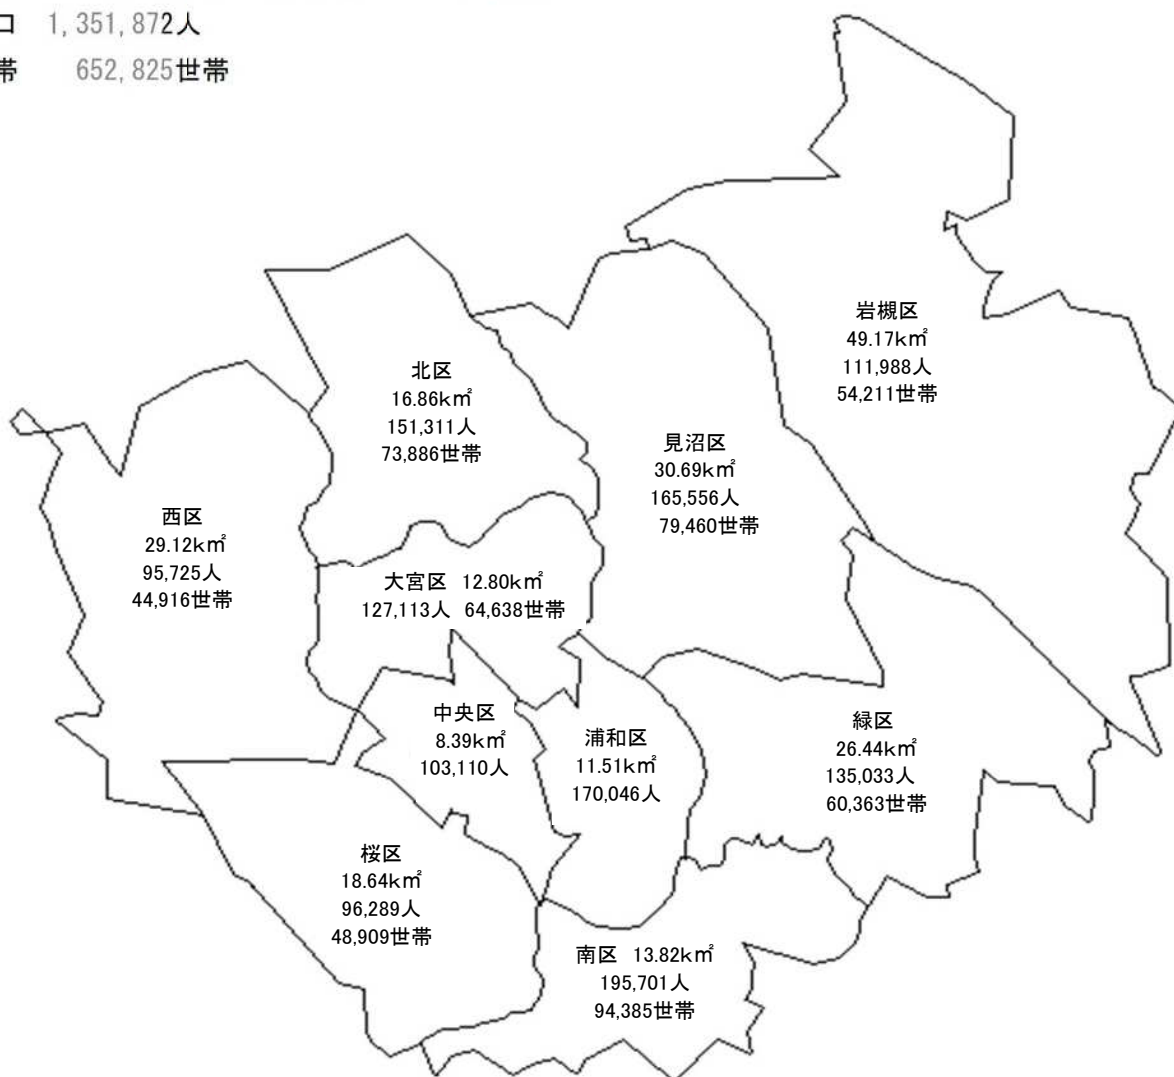 口 1,351,872人
帯 652,825世帯
岩槻区
49.17k㎡
111,988人
54,211世帯
北区
16.86k㎡
151,311人
73,886世帯
見沼区
30.69k㎡
165,556人
79,460世帯
西区
29.12k㎡
95,725人
44,916世帯
大宮区 12.80k㎡
127,113人 64,638世帯
中央区
8.39k㎡
103,110人
浦和区
11.51k㎡
170,046人
緑区
26.44k㎡
135,033人
60,363世帯
桜区
18.64k㎡
96,289人
48,909世帯
南区 13.82k㎡
195,701人
94,385世帯